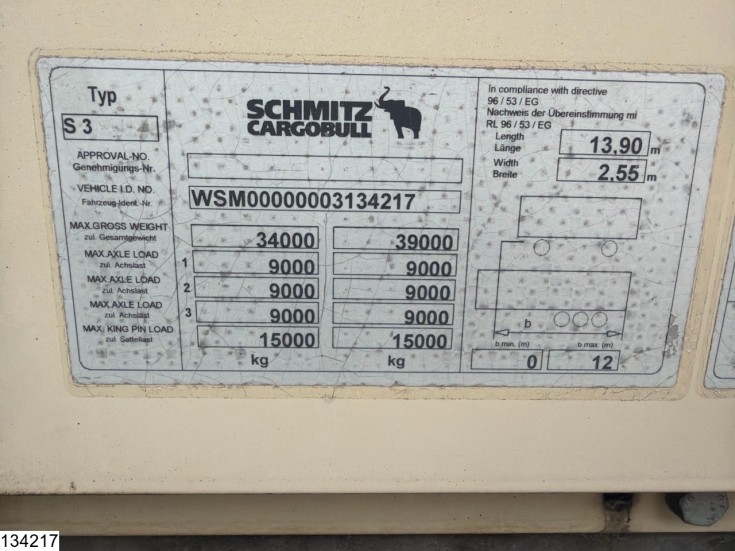 Typ
S 3
SCHMITZ
CARGOBULL
APPROVAL-NO.
Genehmigungs-Nr.
VEHICLE I.D. NO.
Fahrzeug-Ident.-Nr.
WSM00000003134217
MAX.GROSS WEIGHT
zul. Gesamtgewicht
34000 39000
MAX.AXLE LOAD
zul. Achslast
1 9000 9000
MAX.AXLE LOAD
zul. Achslast
2 9000 9000
MAX.AXLE LOAD
zul. Achslast
3 9000 9000
MAX. KING PIN LOAD
zul. Sattellast
15000 15000
kg kg
In compliance with directive
96 / 53 / EG
Nachweis der Übereinstimmung mi
RL 96 / 53 / EG
Length
Länge
13.90 m
Width
Breite
2.55 m
b
b min. (m) b max. (m)
0 12
134217